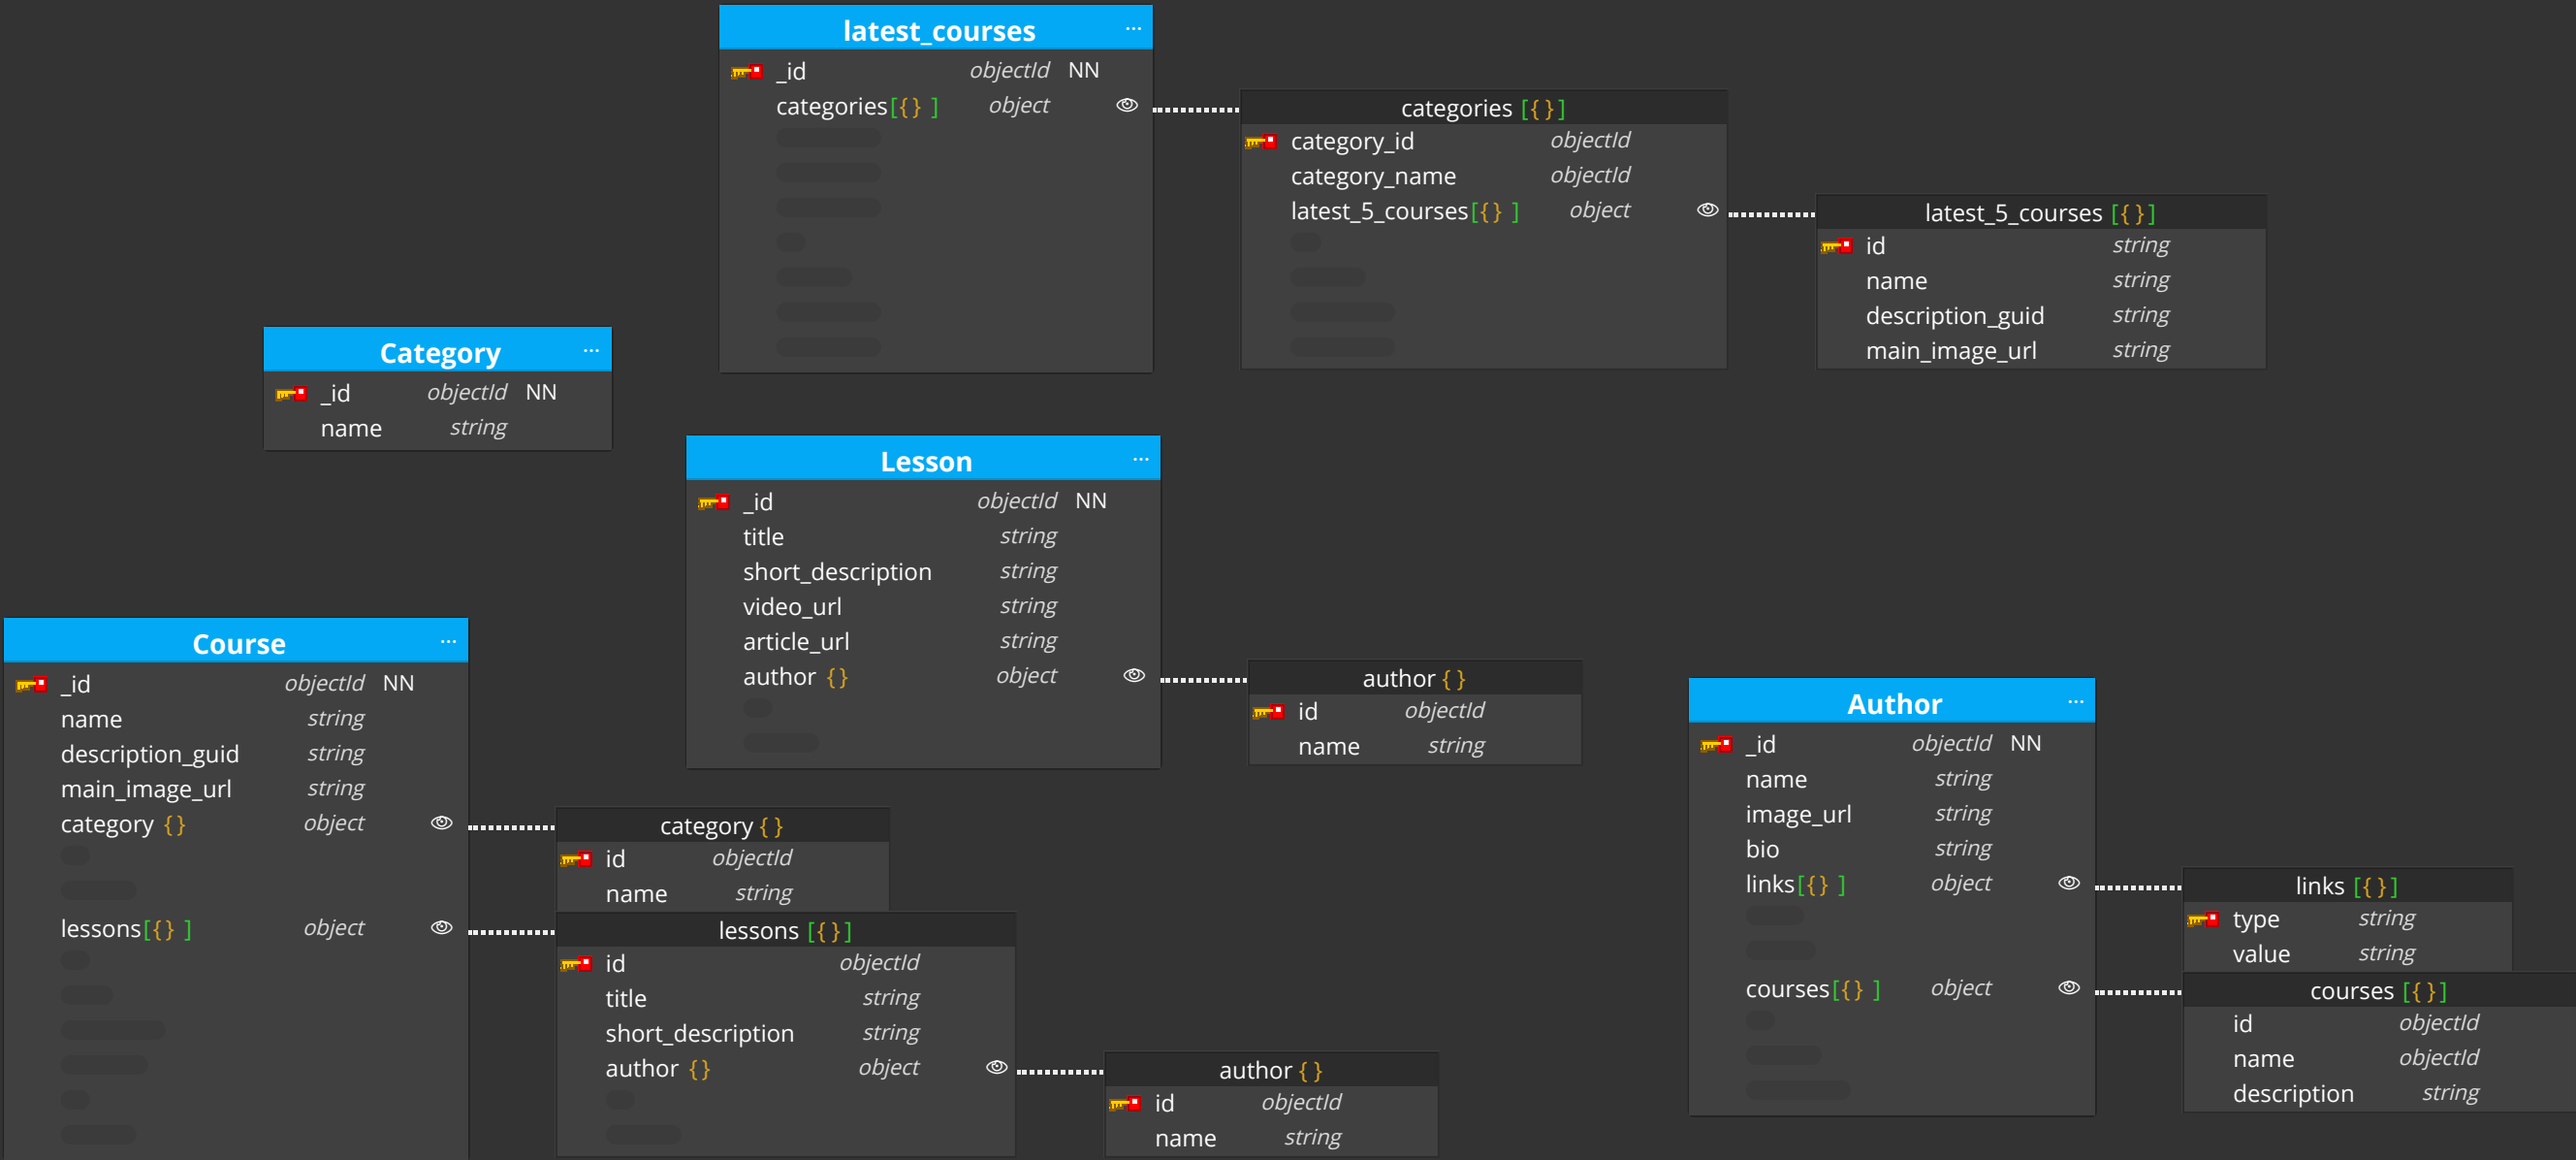 latest_courses ...
_id objectId NN
categories[{} ] object
categories [{}]
category_id objectId
category_name objectId
latest_5_courses[{} ] object
latest_5_courses [{}]
id string
name string
description_guid string
main_image_url string
Category ...
_id objectId NN
name string
Lesson ...
_id objectId NN
title string
short_description string
video_url string
article_url string
author {} object
author {}
id objectId
name string
Course ...
_id objectId NN
name string
description_guid string
main_image_url string
category {} object
lessons[{} ] object
category {}
id objectId
name string
lessons [{}]
id objectId
title string
short_description string
author {} object
author {}
id objectId
name string
Author ...
_id objectId NN
name string
image_url string
bio string
links[{} ] object
courses[{} ] object
links [{}]
type string
value string
courses [{}]
id objectId
name objectId
description string